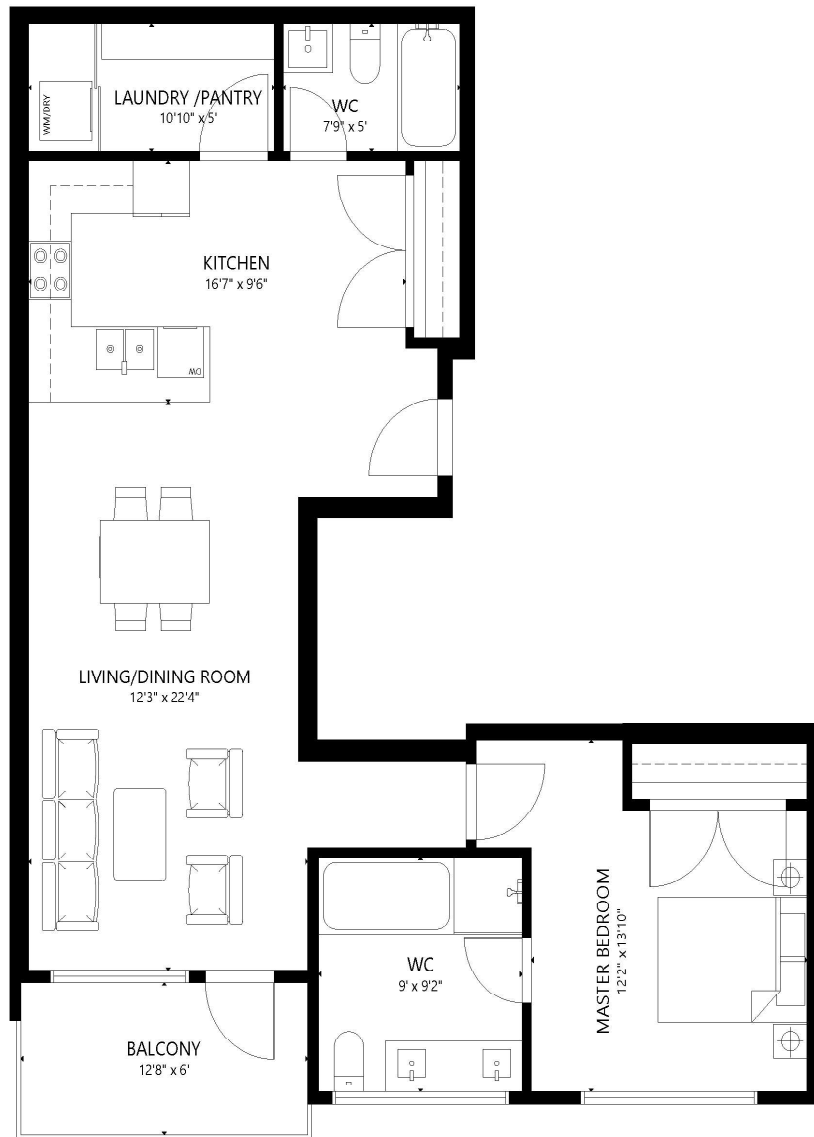 LAUNDRY /PANTRY
10'10" x 5'
WM/DRY
WC
7'9" x 5'
KITCHEN
16'7" x 9'6"
DW
LIVING/DINING ROOM
12'3" x 22'4"
MASTER BEDROOM
12'2" x 13'10"
WC
9' x 9'2"
BALCONY
12'8" x 6'